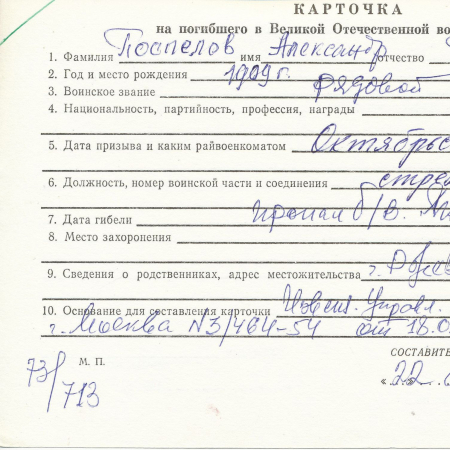 КАРТОЧКА
на погибшего в Великой Отечественной во
1. Фамилия Поспелов имя Александр отчество
2. Год и место рождения 1909 г.
3. Воинское звание рядовой
4. Национальность, партийность, профессия, награды
5. Дата призыва и каким райвоенкоматом Октябрьс
6. Должность, номер воинской части и соединения стрел
7. Дата гибели Пропал б/в.
8. Место захоронения
9. Сведения о родственниках, адрес местожительства г.
10. Основание для составления карточки Извещ. Управл.
г. Москва №3/464-54 от 18.0
СОСТАВИТЕ
М. П.
73/
713
«22